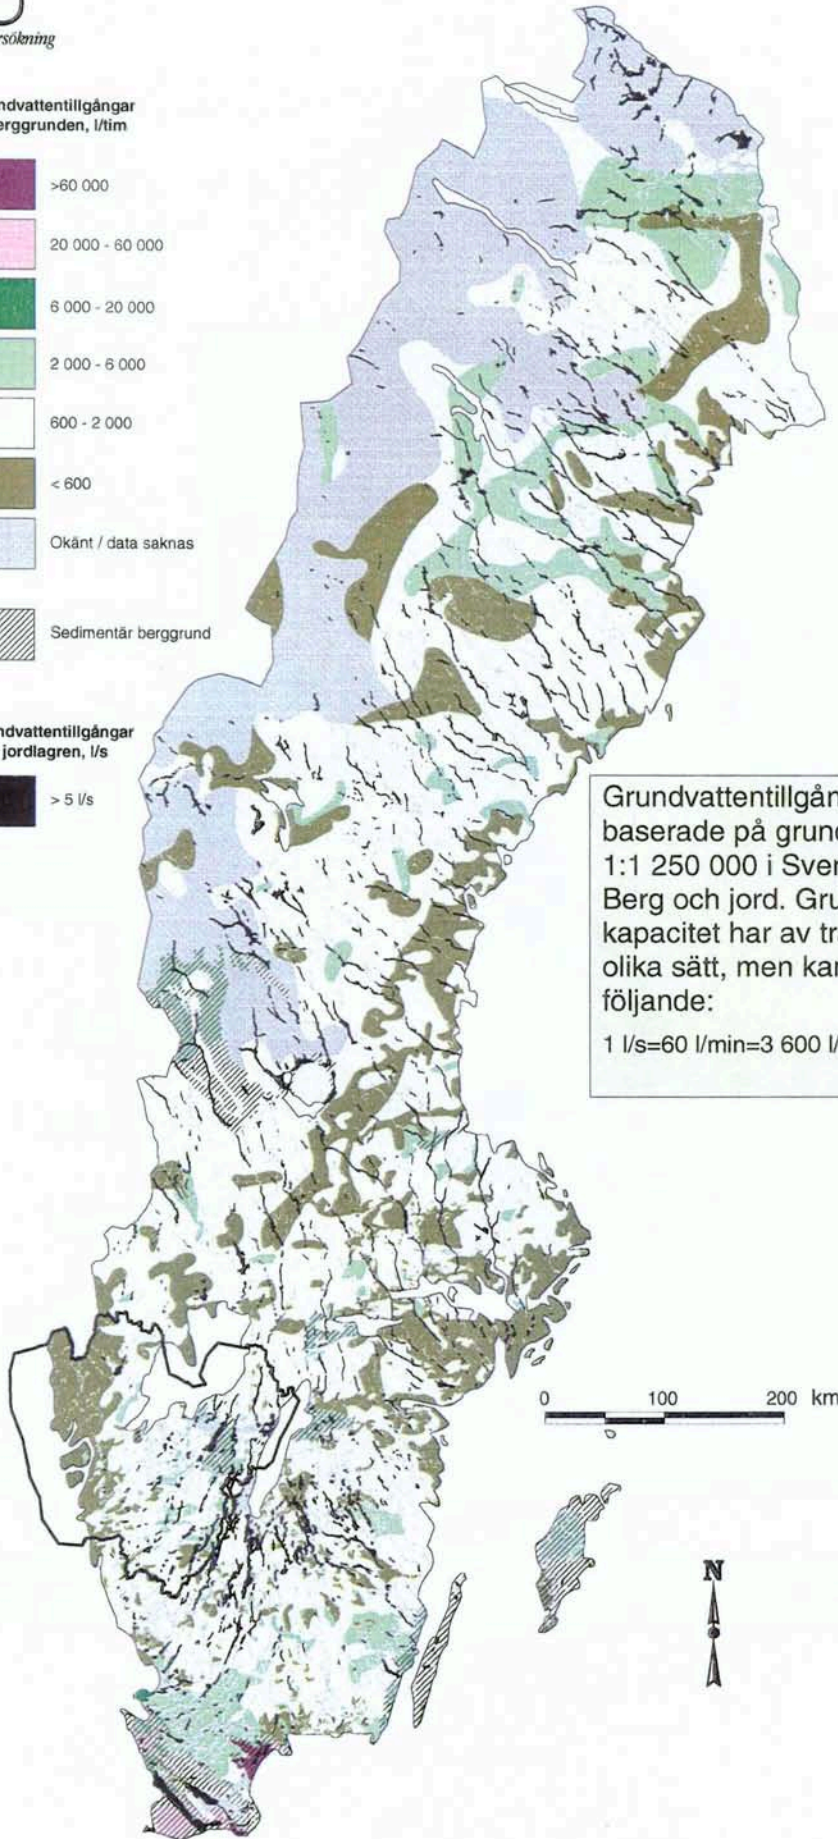 ndvattentillgångar
erggrunden, l/tim
>60 000
20 000 - 60 000
6 000 - 20 000
2 000 - 6 000
600 - 2 000
< 600
Okänt / data saknas
Sedimentär berggrund
ndvattentillgångar
jordlagren, l/s
> 5 l/s
Grundvattentillgån
baserade på grund
1:1 250 000 i Sver
Berg och jord. Gru
kapacitet har av tra
olika sätt, men kan
följande:
1 l/s=60 l/min=3 600 l/
0 100 200 km
N